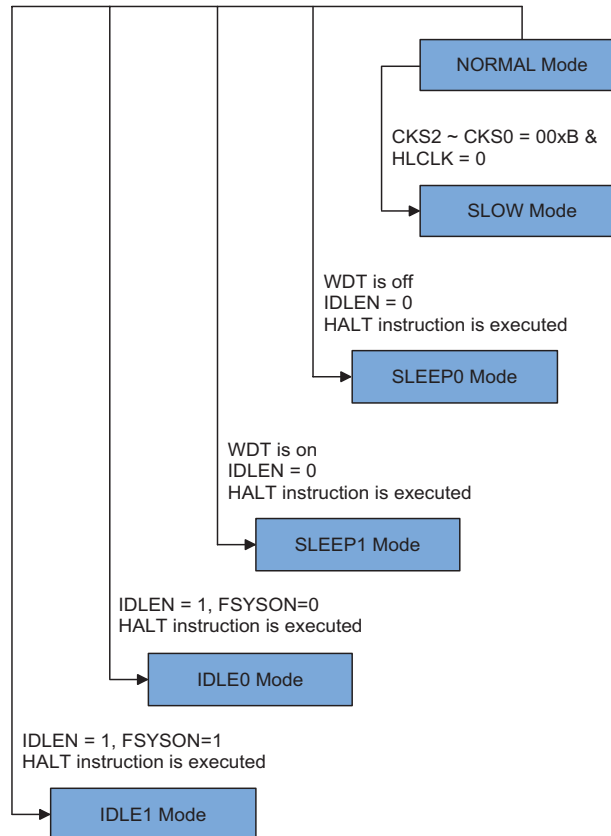 NORMAL Mode
CKS2 ~ CKS0 = 00xB &
HLCLK = 0
SLOW Mode
WDT is off
IDLEN = 0
HALT instruction is executed
SLEEP0 Mode
WDT is on
IDLEN = 0
HALT instruction is executed
SLEEP1 Mode
IDLEN = 1, FSYSON=0
HALT instruction is executed
IDLE0 Mode
IDLEN = 1, FSYSON=1
HALT instruction is executed
IDLE1 Mode